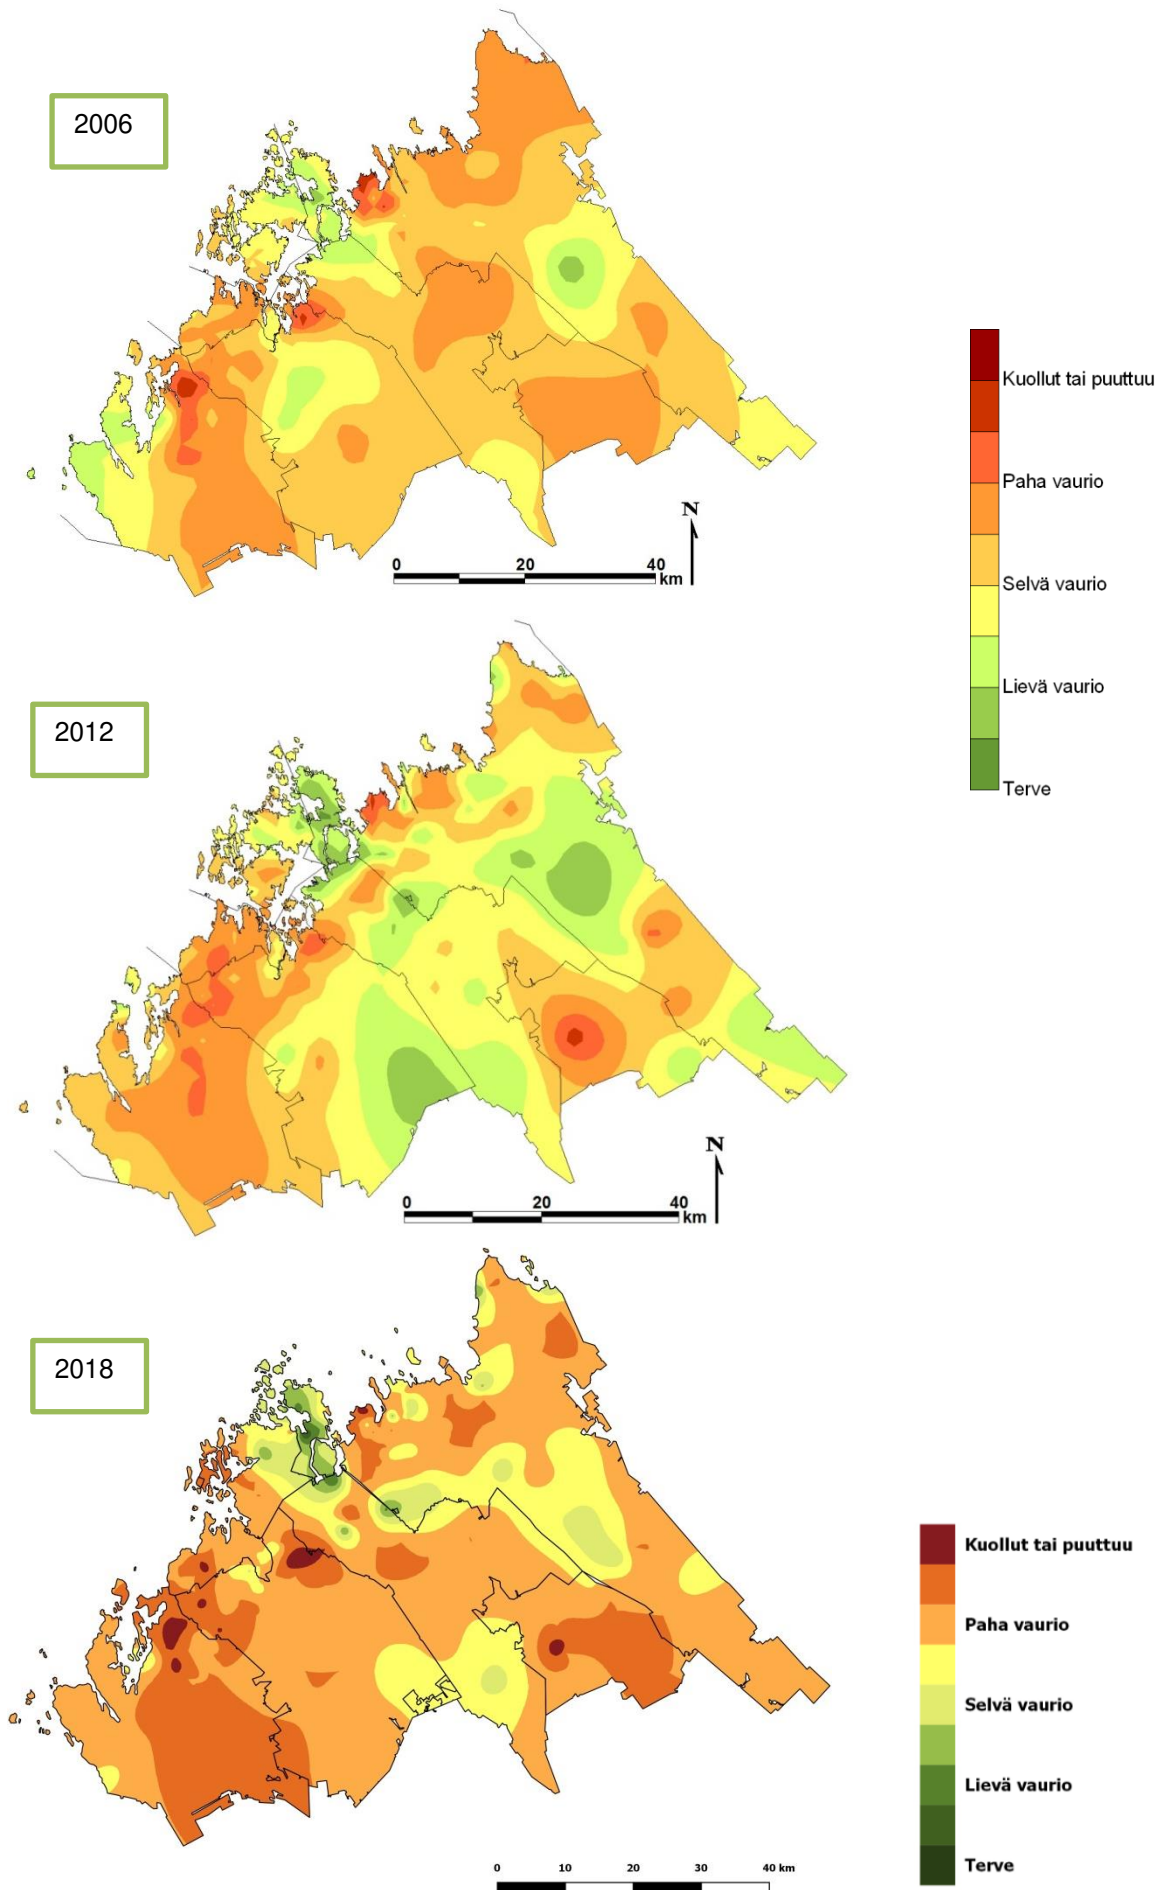 2006
Kuollut tai puuttuu
Paha vaurio
Selvä vaurio
Lievä vaurio
Terve
N
0 20 40
km
2012
N
0 20 40
km
2018
Kuollut tai puuttuu
Paha vaurio
Selvä vaurio
Lievä vaurio
Terve
0 10 20 30 40 km